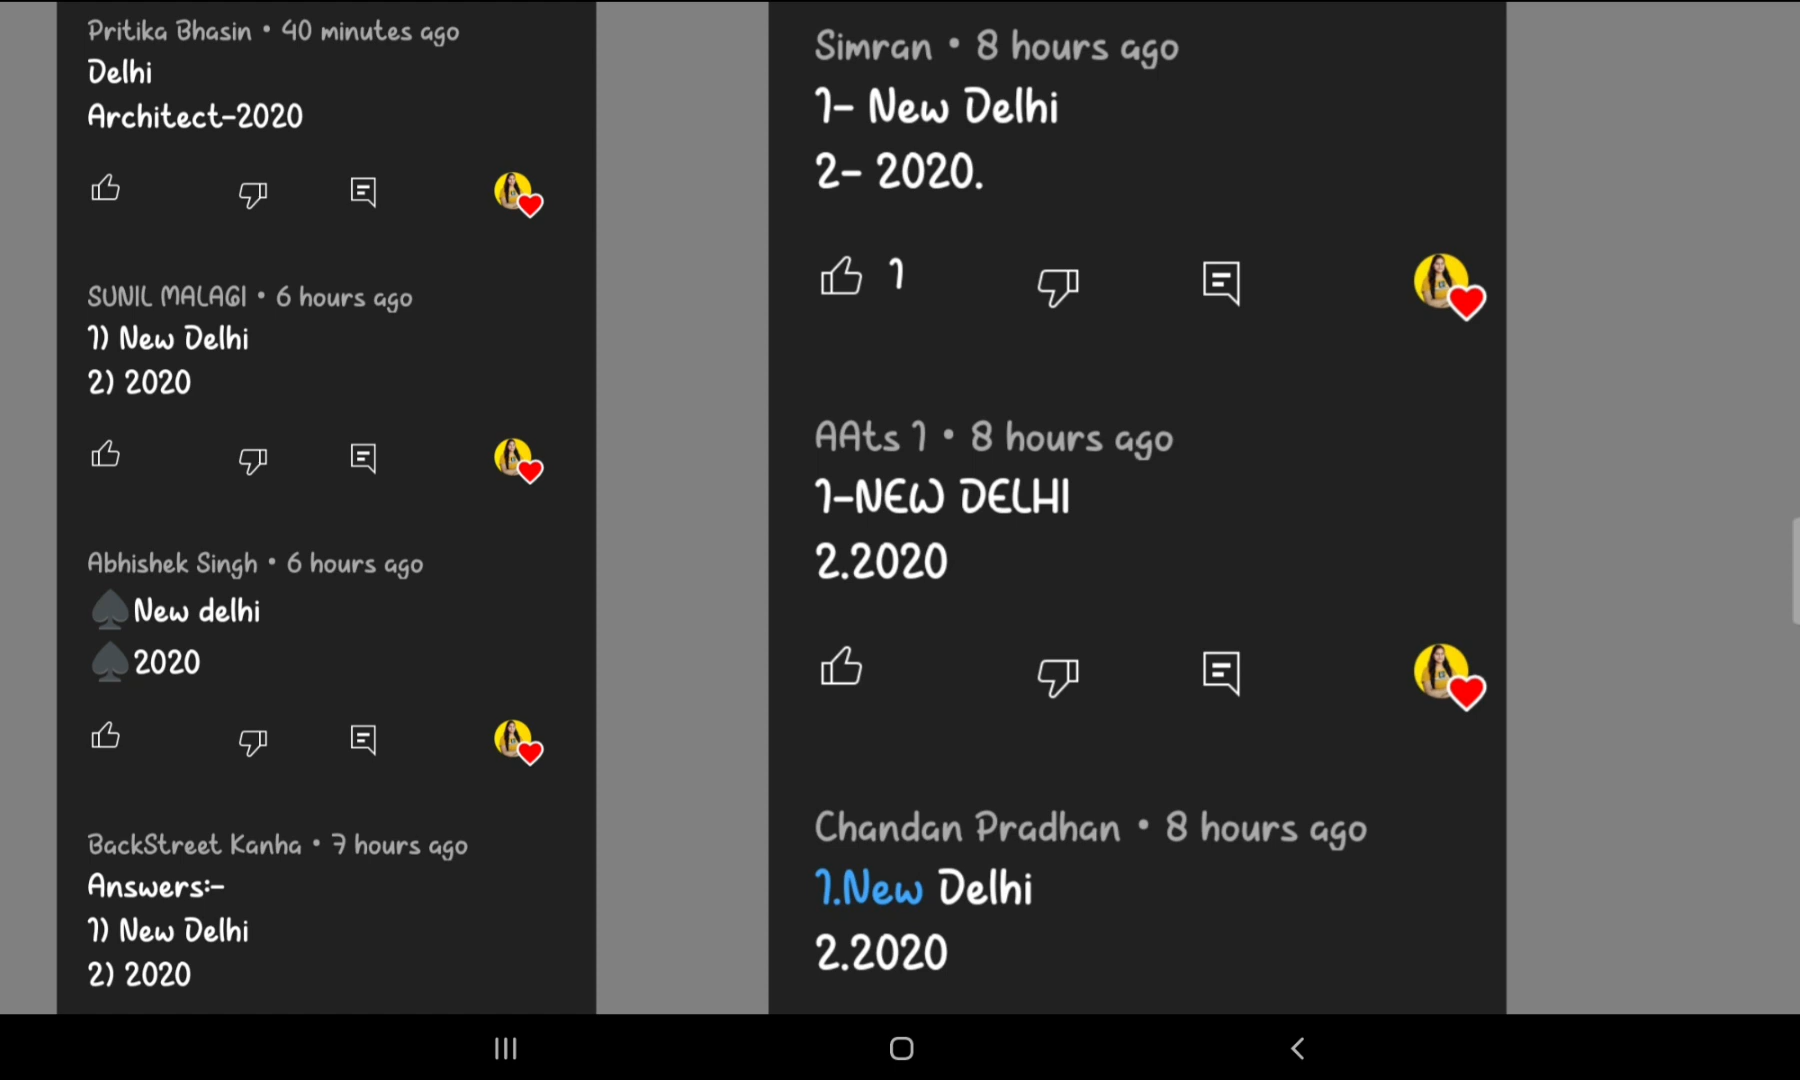 Pritika Bhasin • 40 minutes ago
Delhi
Architect-2020
SUNIL MALAGI • 6 hours ago
1) New Delhi
2) 2020
Abhishek Singh • 6 hours ago
♠New delhi
♠2020
BackStreet Kanha • 7 hours ago
Answers:-
1) New Delhi
2) 2020
Simran • 8 hours ago
1- New Delhi
2- 2020.
1
AAts 1 • 8 hours ago
1-NEW DELHI
2.2020
Chandan Pradhan • 8 hours ago
1.New Delhi
2.2020